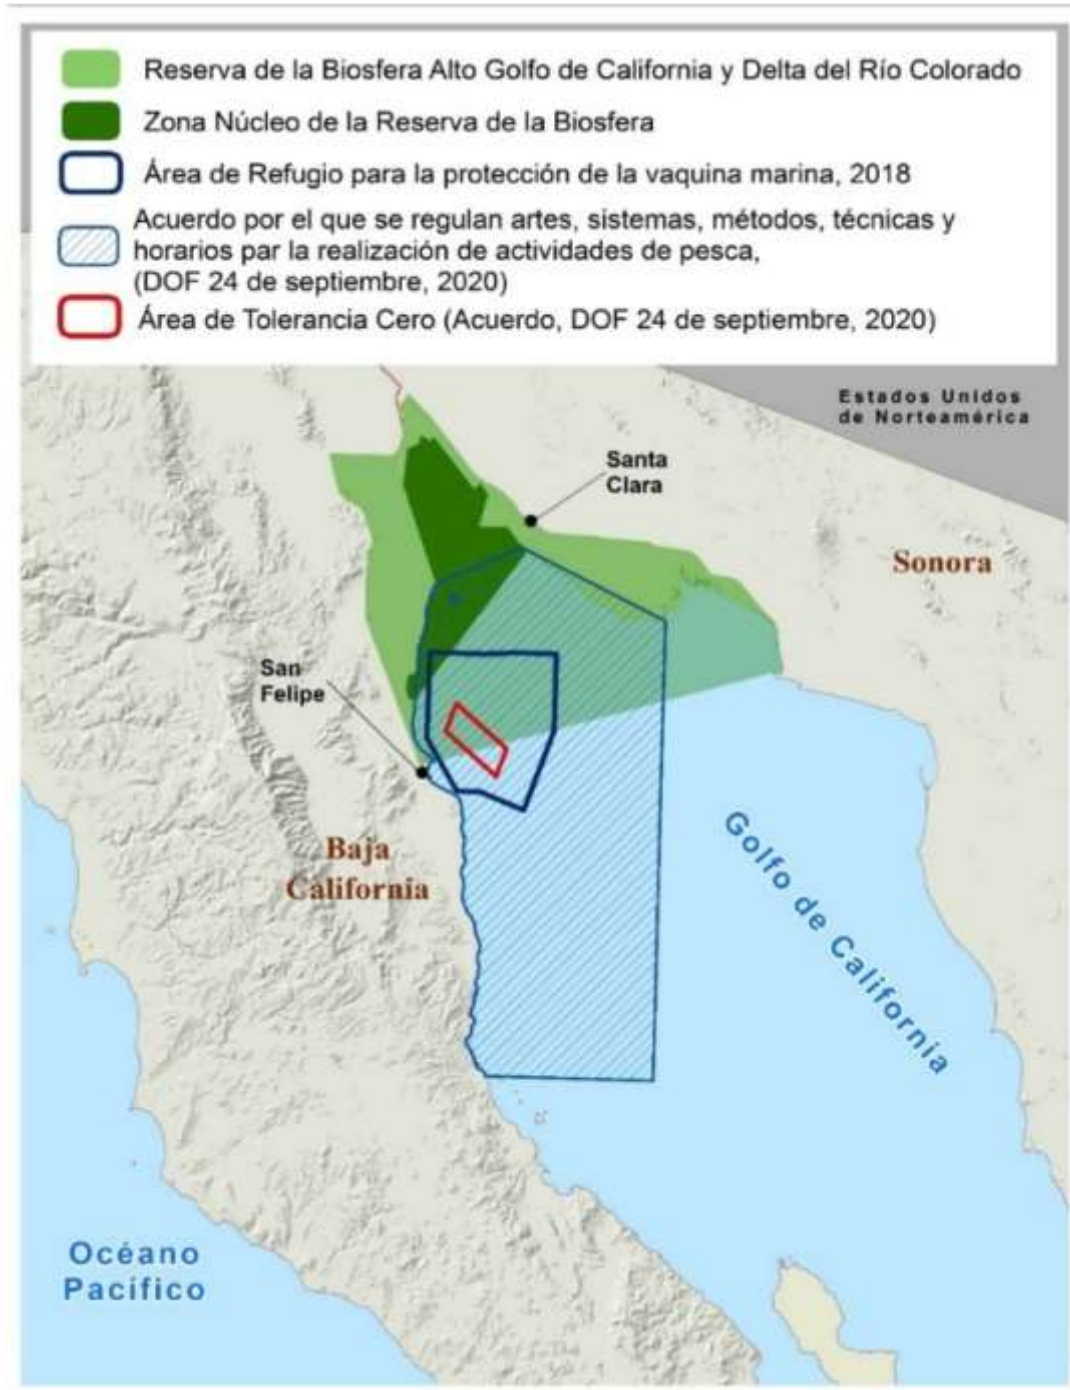 Reserva de la Biosfera Alto Golfo de California y Delta del Río Colorado
Zona Núcleo de la Reserva de la Biosfera
Área de Refugio para la protección de la vaquina marina, 2018
Acuerdo por el que se regulan artes, sistemas, métodos, técnicas y
horarios par la realización de actividades de pesca,
(DOF 24 de septiembre, 2020)
Área de Tolerancia Cero (Acuerdo, DOF 24 de septiembre, 2020)
Estados Unidos
de Norteamérica
Santa
Clara
Sonora
San
Felipe
Baja
California
Golfo de California
Océano
Pacífico